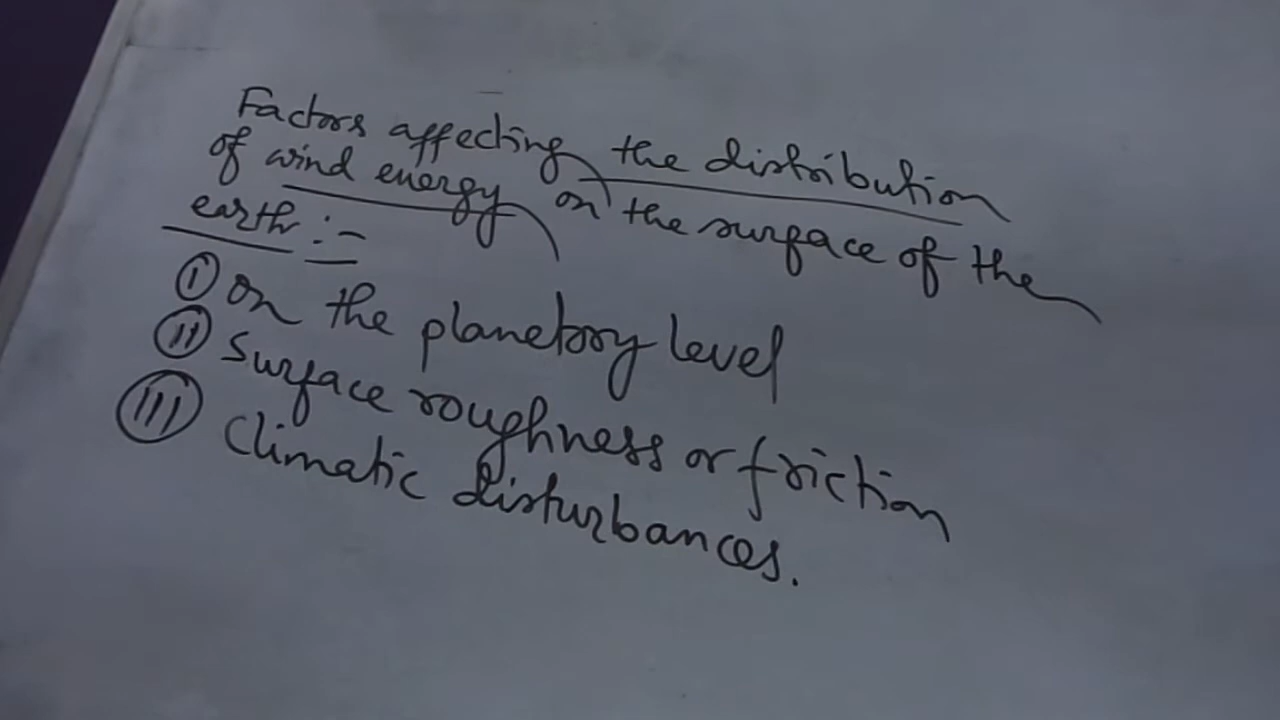 Factors affecting the distribution
of wind energy on the surface of the
earth :-
(I) On the planetory level
(II) Surface roughness or friction
(III) Climatic disturbances.